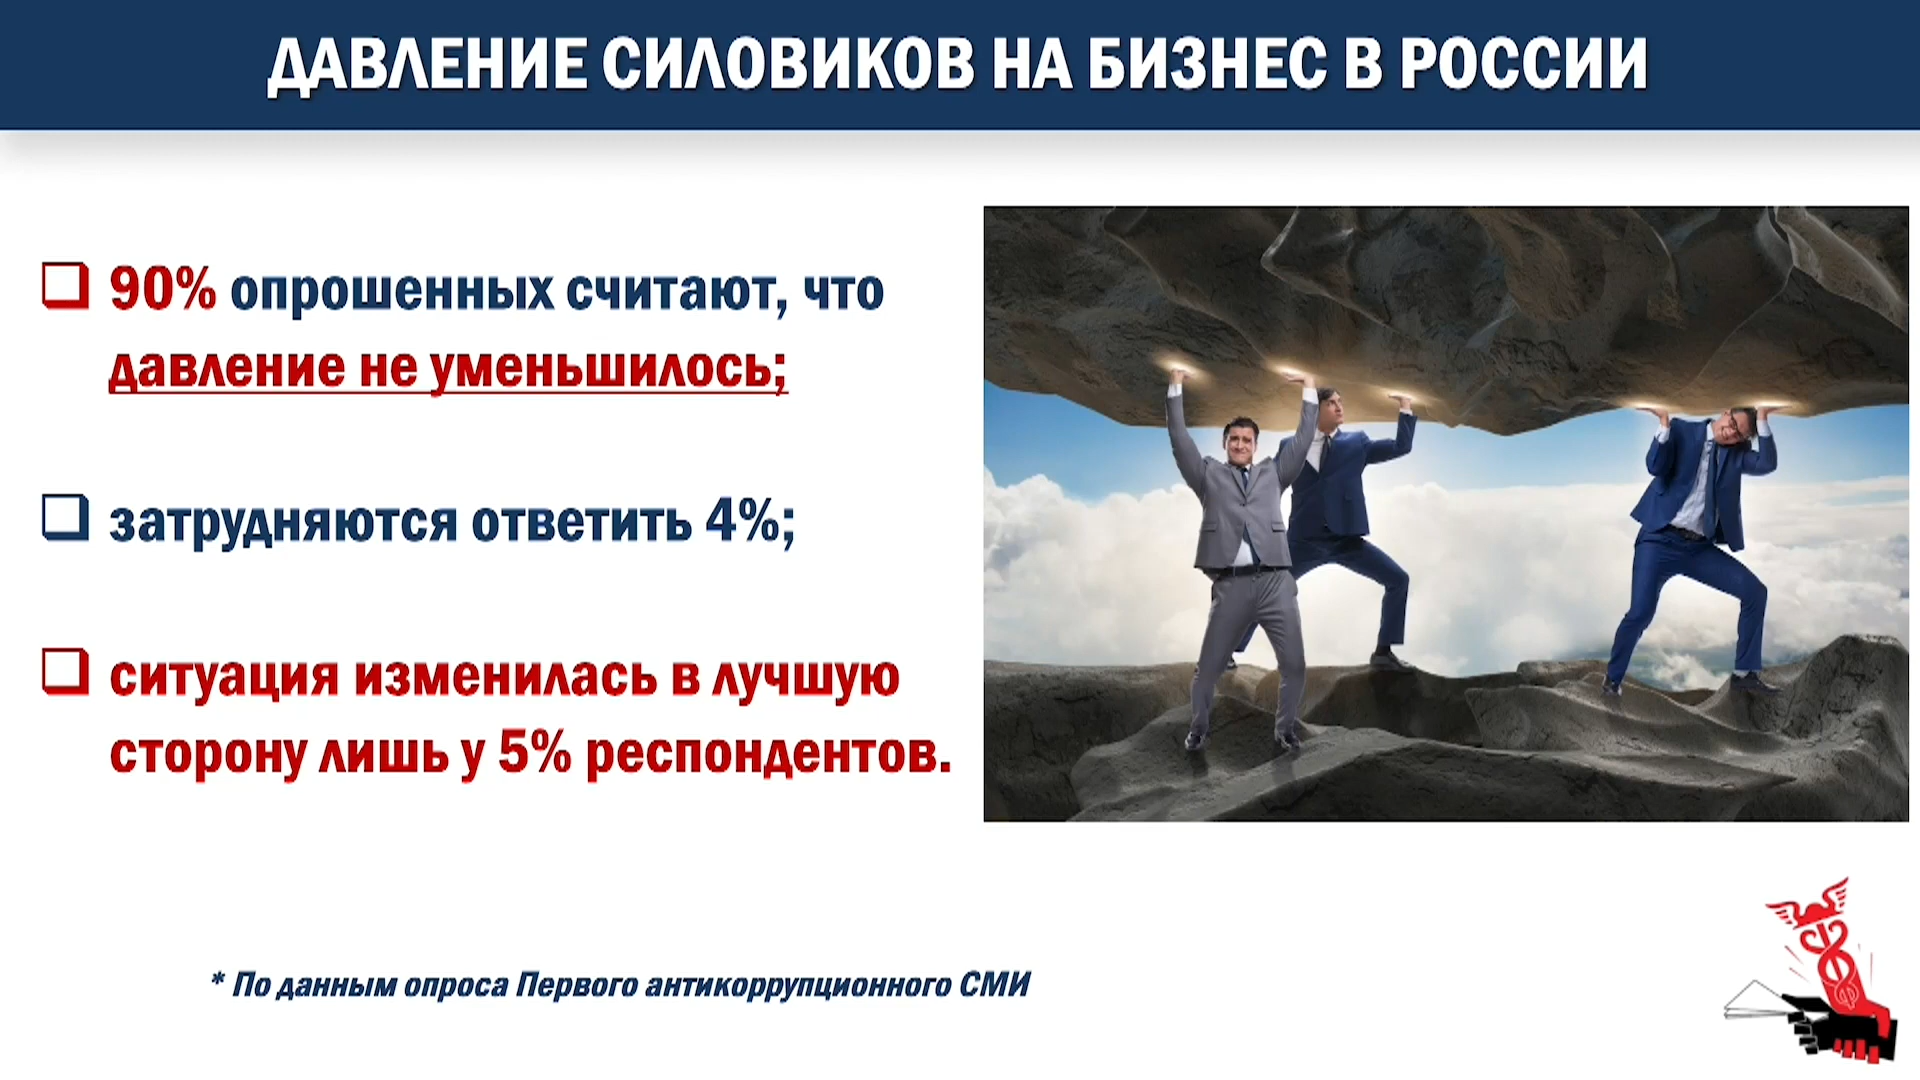 ДАВЛЕНИЕ СИЛОВИКОВ НА БИЗНЕС В РОССИИ
90% опрошенных считают, что
давление не уменьшилось;
затрудняются ответить 4%;
ситуация изменилась в лучшую
сторону лишь у 5% респондентов.
* По данным опроса Первого антикоррупционного СМИ